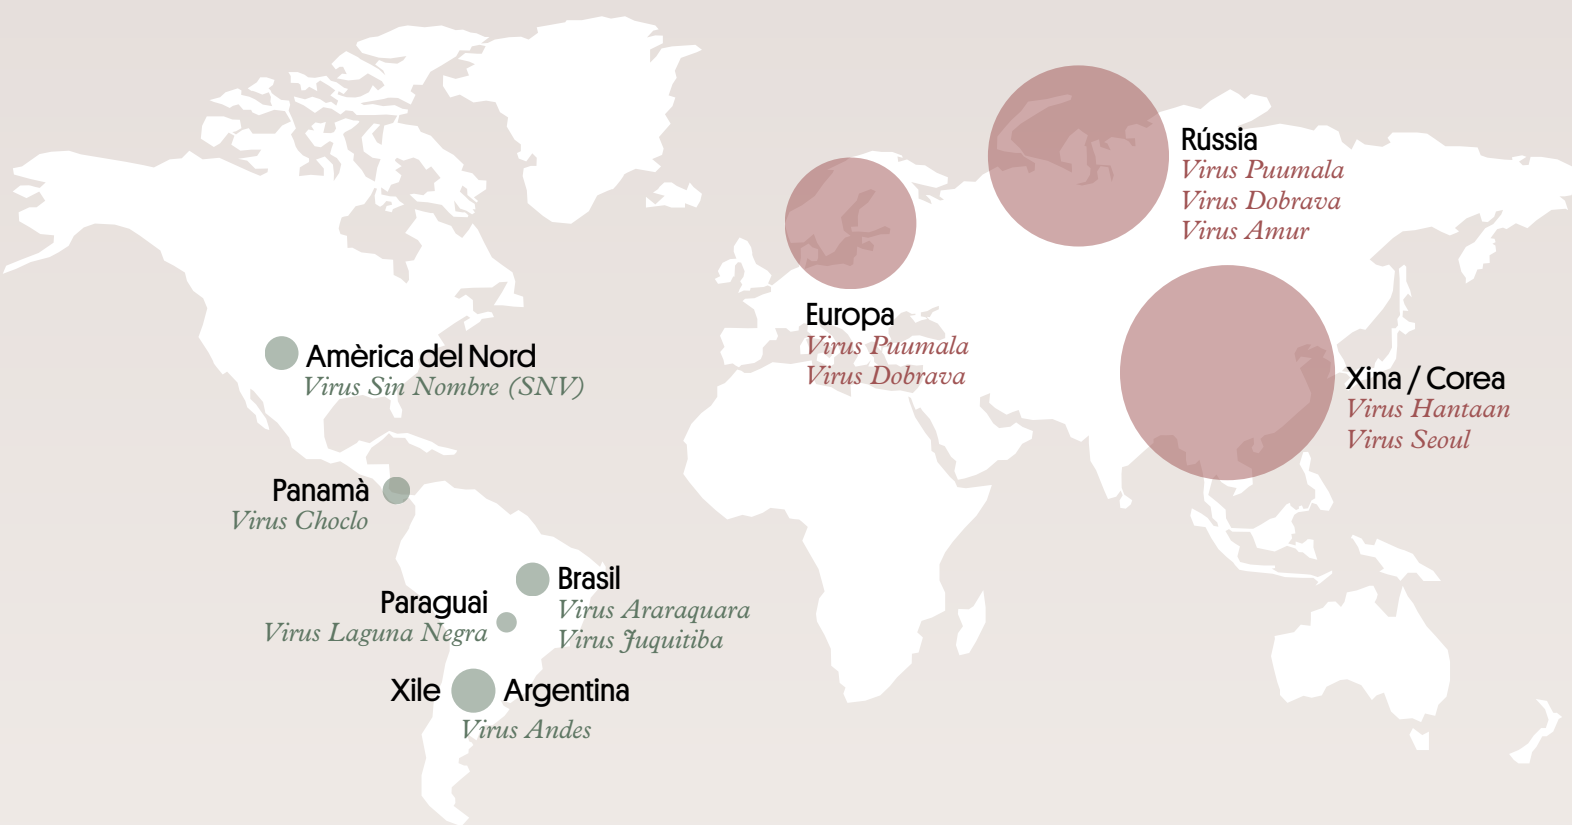 Rússia
Virus Puumala
Virus Dobrava
Virus Amur
Europa
Virus Puumala
Virus Dobrava
Xina / Corea
Virus Hantaan
Virus Seoul
Amèrica del Nord
Virus Sin Nombre (SNV)
Panamà
Virus Choclo
Brasil
Virus Araraquara
Virus Juquitiba
Paraguai
Virus Laguna Negra
Xile Argentina
Virus Andes